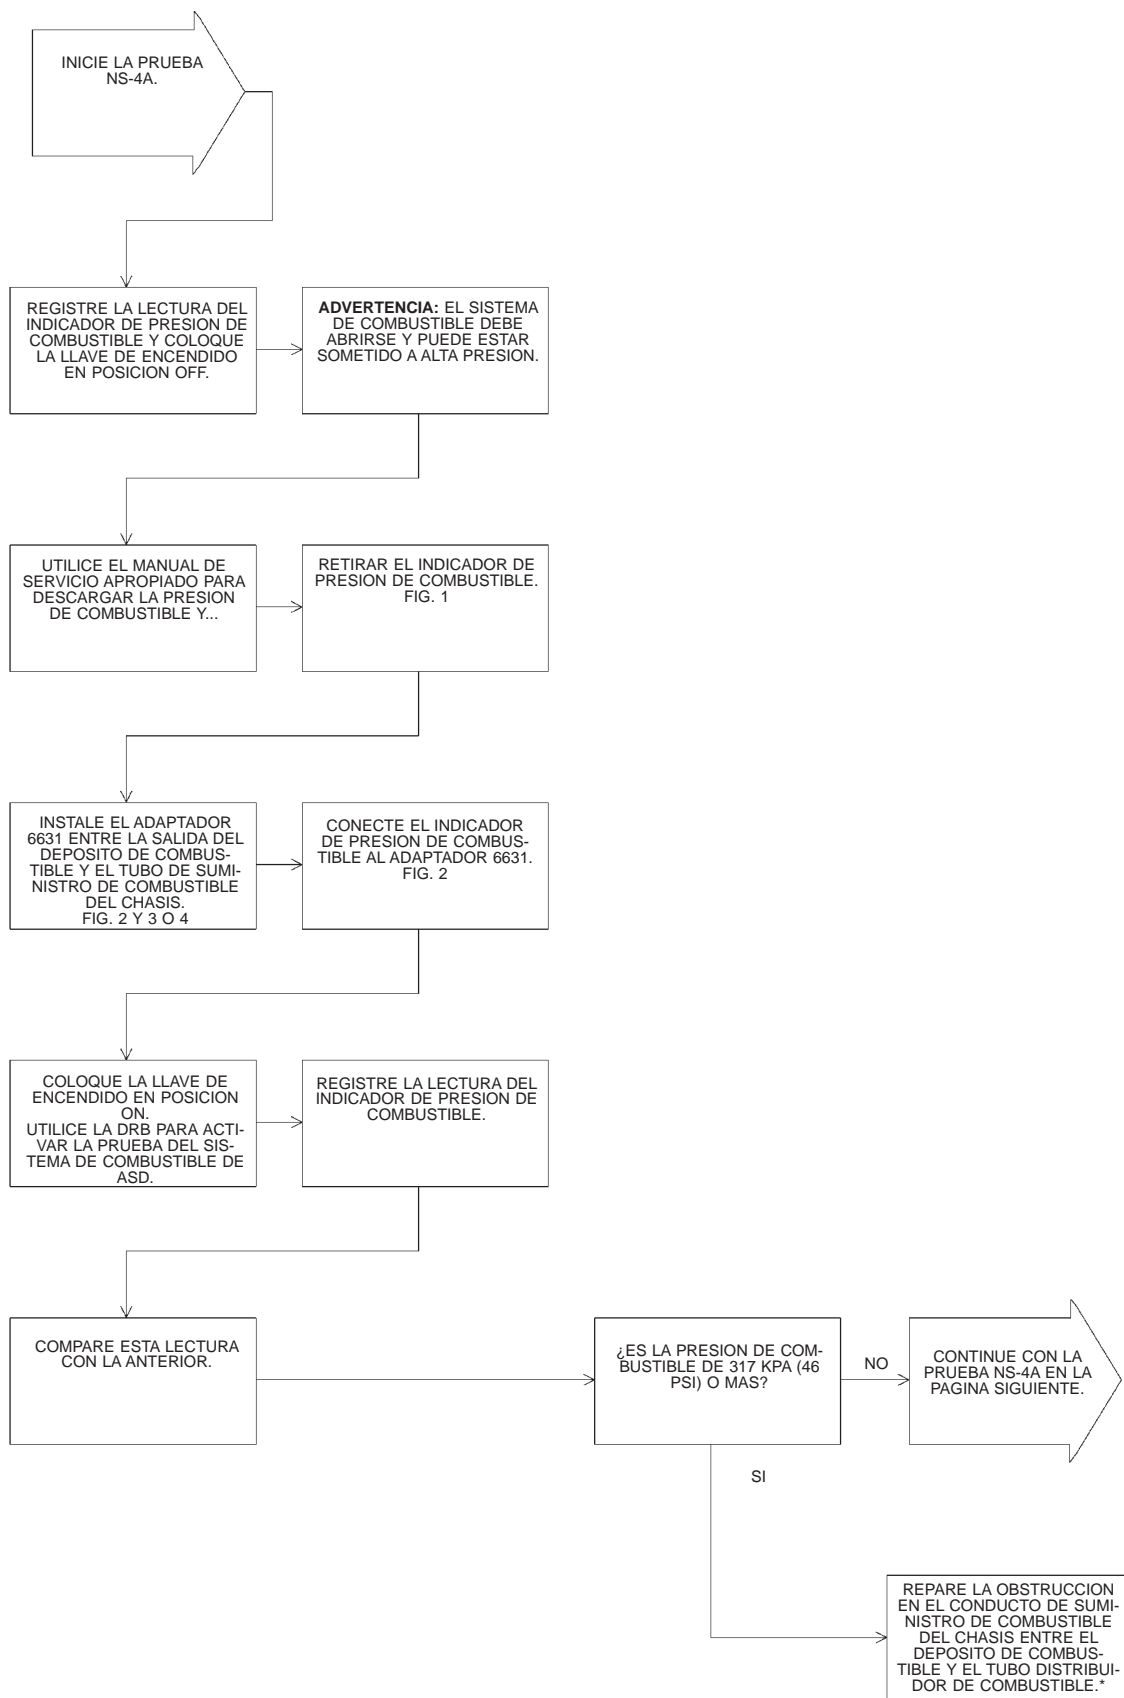 INICIE LA PRUEBA
NS-4A.
REGISTRE LA LECTURA DEL
INDICADOR DE PRESION DE
COMBUSTIBLE Y COLOQUE
LA LLAVE DE ENCENDIDO
EN POSICION OFF.
ADVERTENCIA: EL SISTEMA
DE COMBUSTIBLE DEBE
ABRIRSE Y PUEDE ESTAR
SOMETIDO A ALTA PRESION.
UTILICE EL MANUAL DE
SERVICIO APROPIADO PARA
DESCARGAR LA PRESION
DE COMBUSTIBLE Y...
RETIRAR EL INDICADOR DE
PRESION DE COMBUSTIBLE.
FIG. 1
INSTALE EL ADAPTADOR
6631 ENTRE LA SALIDA DEL
DEPOSITO DE COMBUS-
TIBLE Y EL TUBO DE SUMI-
NISTRO DE COMBUSTIBLE
DEL CHASIS.
FIG. 2 Y 3 O 4
CONECTE EL INDICADOR
DE PRESION DE COMBUS-
TIBLE AL ADAPTADOR 6631.
FIG. 2
COLOQUE LA LLAVE DE
ENCENDIDO EN POSICION
ON.
UTILICE LA DRB PARA ACTI-
VAR LA PRUEBA DEL SIS-
TEMA DE COMBUSTIBLE DE
ASD.
REGISTRE LA LECTURA DEL
INDICADOR DE PRESION DE
COMBUSTIBLE.
COMPARE ESTA LECTURA
CON LA ANTERIOR.
¿ES LA PRESION DE COM-
BUSTIBLE DE 317 KPA (46
PSI) O MAS?
NO
CONTINUE CON LA
PRUEBA NS-4A EN LA
PAGINA SIGUIENTE.
SI
REPARE LA OBSTRUCCION
EN EL CONDUCTO DE SUMI-
NISTRO DE COMBUSTIBLE
DEL CHASIS ENTRE EL
DEPOSITO DE COMBUS-
TIBLE Y EL TUBO DISTRIBUI-
DOR DE COMBUSTIBLE.*